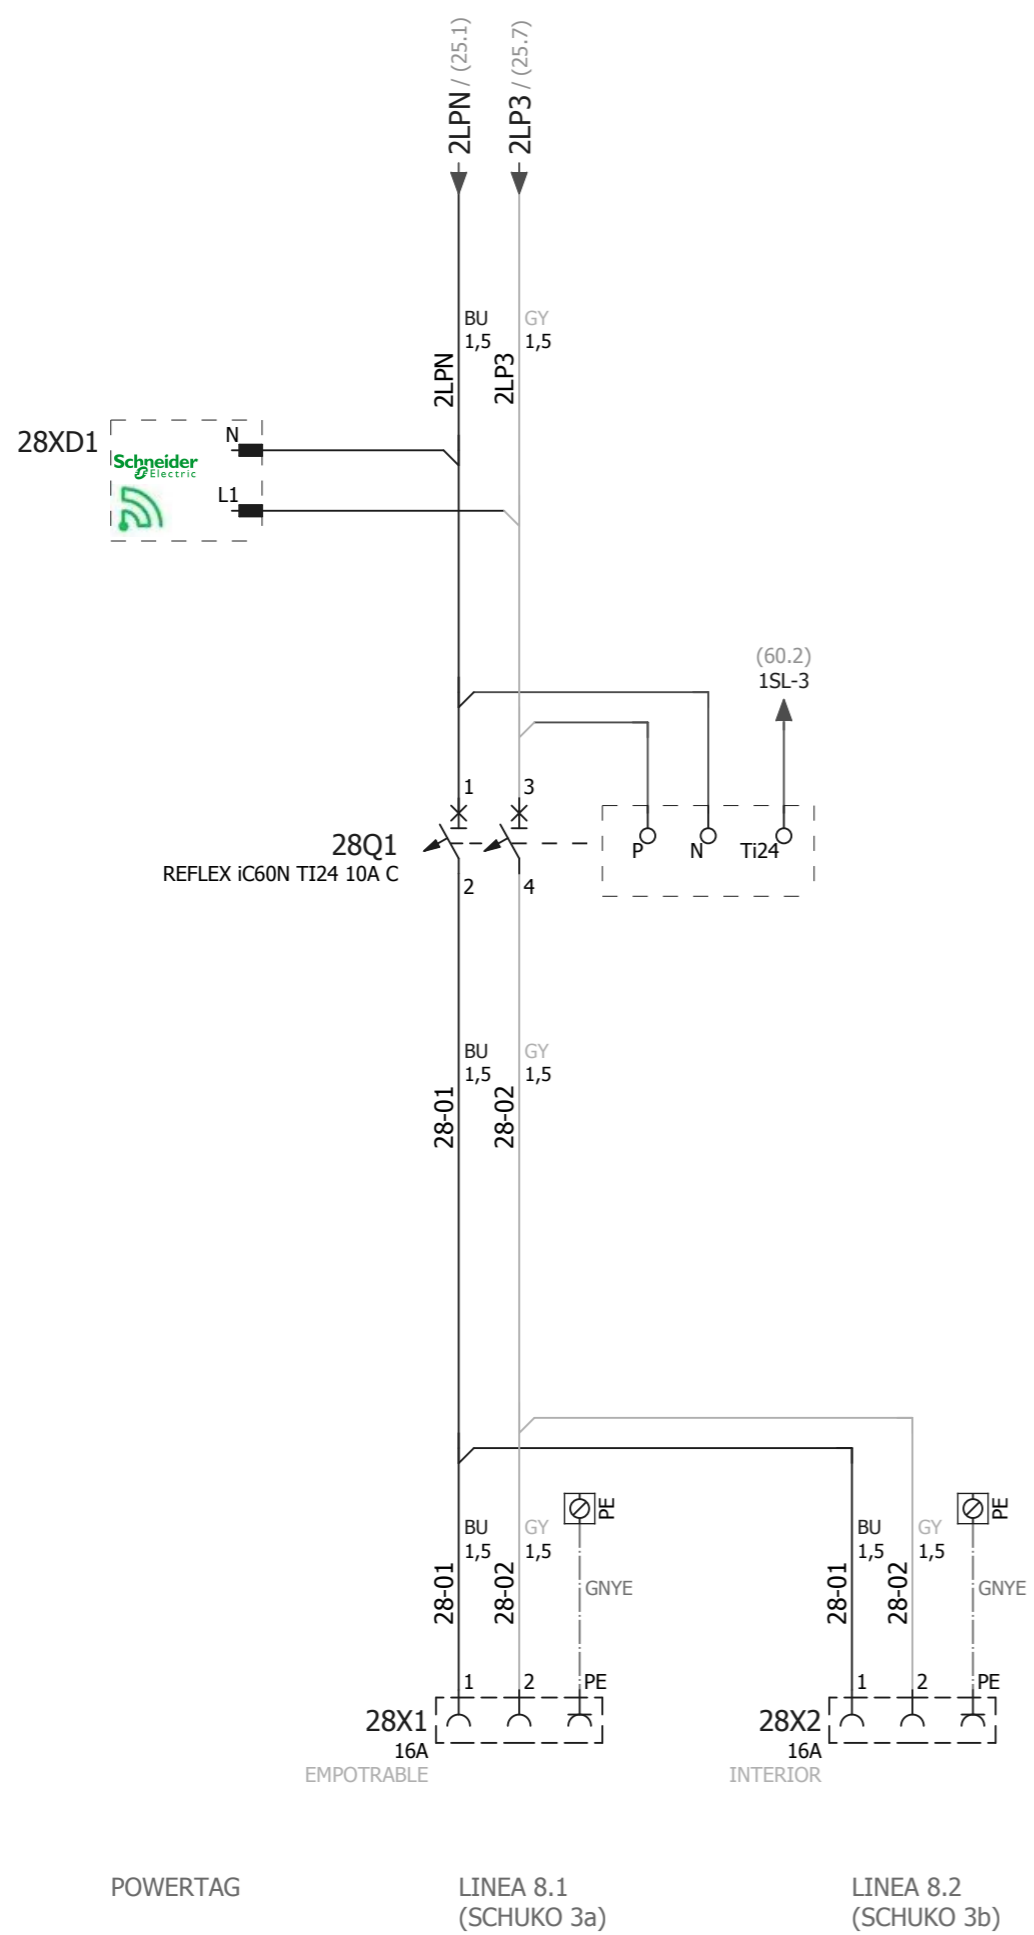 2LPN / (25.1)
2LP3 / (25.7)
BU
1,5
GY
1,5
2LPN
2LP3
28XD1
N
Schneider
Electric
L1
(60.2)
1SL-3
1
3
28Q1
REFLEX iC60N TI24 10A C
P
N
Ti24
2
4
BU
1,5
GY
1,5
28-01
28-02
PE
PE
BU
1,5
GY
1,5
BU
1,5
GY
1,5
28-01
28-02
GNYE
28-01
28-02
GNYE
1
2
PE
1
2
PE
28X1
16A
EMPOTRABLE
28X2
16A
INTERIOR
POWERTAG
LINEA 8.1
(SCHUKO 3a)
LINEA 8.2
(SCHUKO 3b)